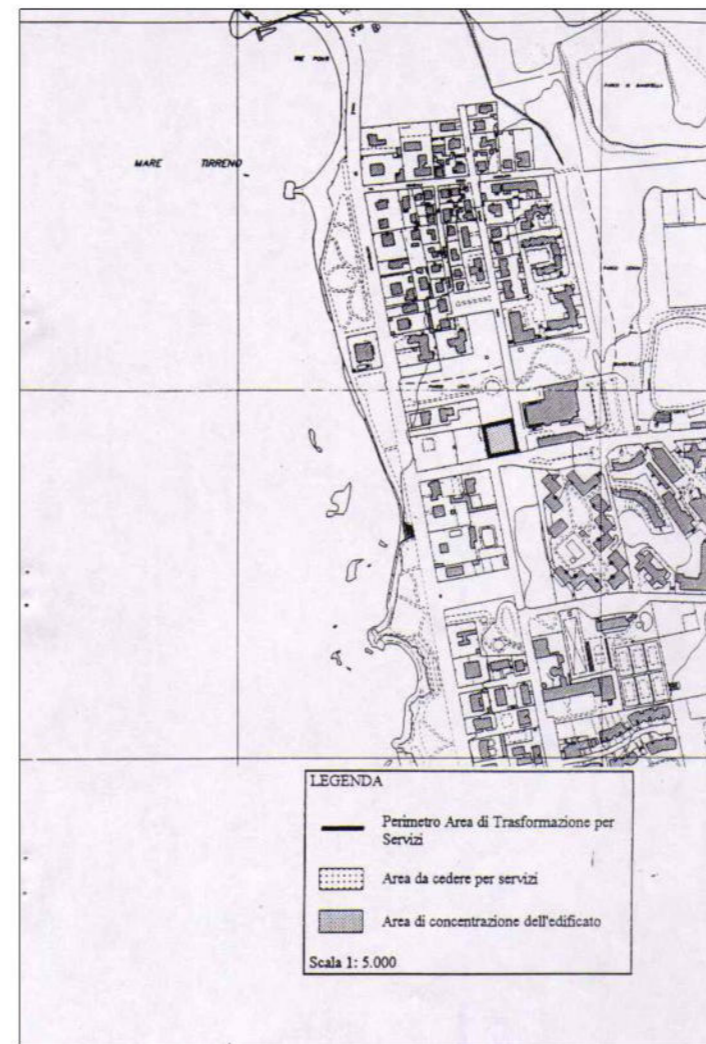 MARE TIRRENO
LEGENDA
Perimetro Area di Trasformazione per
Servizi
Area da cedere per servizi
Area di concentrazione dell'edificato
Scala 1: 5.000